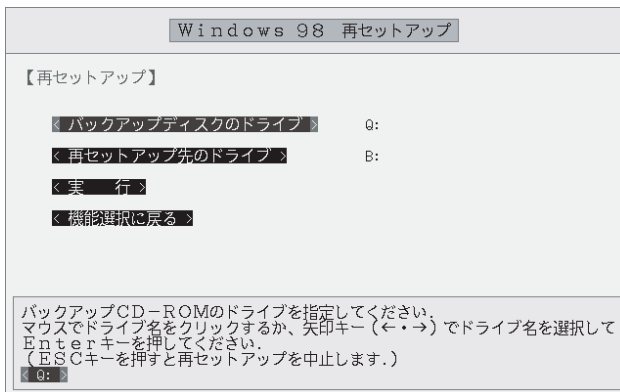 Ｗｉｎｄｏｗｓ ９８ 再セットアップ
【再セットアップ】
< バックアップディスクのドライブ > Q:
< 再セットアップ先のドライブ > B:
< 実　　行 >
< 機能選択に戻る >
バックアップＣＤ－ＲＯＭのドライブを指定してください．
マウスでドライブ名をクリックするか、矢印キー（←・→）でドライブ名を選択して
Ｅｎｔｅｒキーを押してください．
（ＥＳＣキーを押すと再セットアップを中止します．）
< Q: >